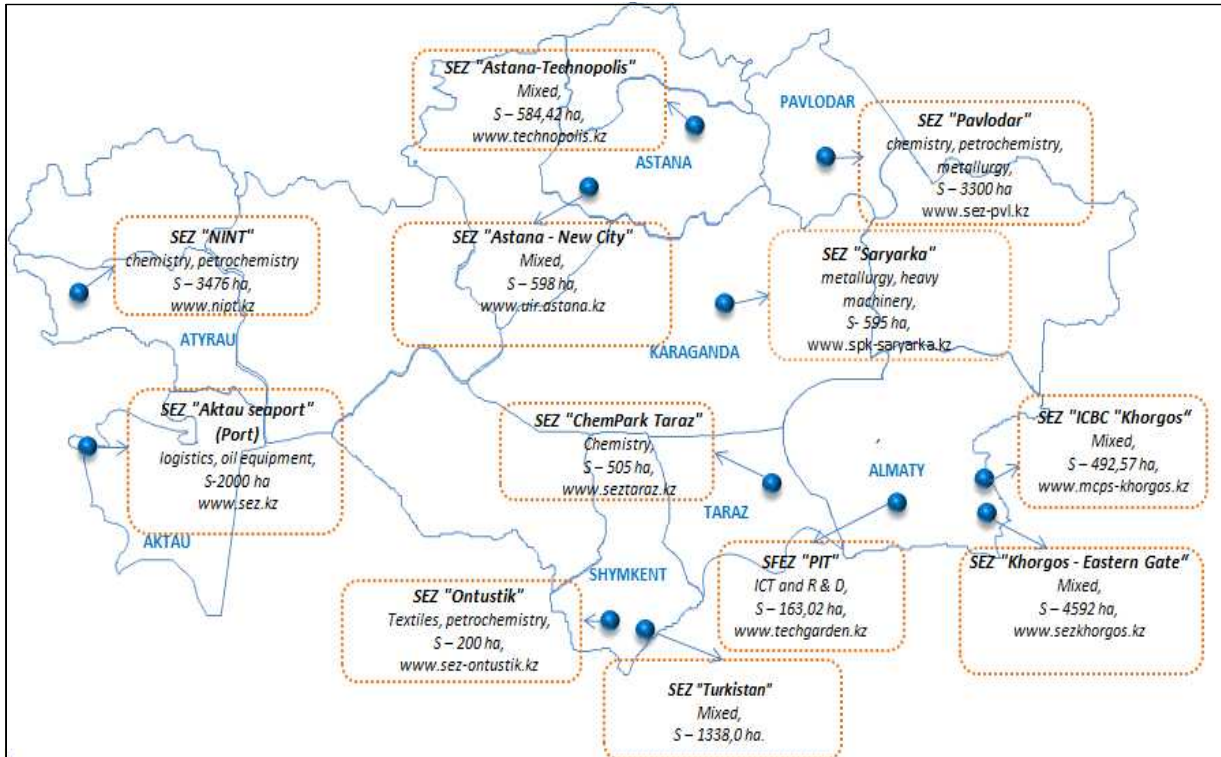 SEZ "Astana-Technopolis"
Mixed,
S – 584,42 ha,
www.technopolis.kz
ASTANA
PAVLODAR
SEZ "Pavlodar"
chemistry, petrochemistry,
metallurgy,
S – 3300 ha
www.sez-pvl.kz
SEZ "NINT"
chemistry, petrochemistry
S – 3476 ha,
www.nipt.kz
ATYRAU
SEZ "Astana - New City"
Mixed,
S – 598 ha,
www.uir.astana.kz
SEZ "Saryarka"
metallurgy, heavy
machinery,
S- 595 ha,
www.spk-saryarka.kz
KARAGANDA
SEZ "Aktau seaport"
(Port)
logistics, oil equipment,
S-2000 ha
www.sez.kz
AKTAU
SEZ "ChemPark Taraz"
Chemistry,
S – 505 ha,
www.seztaraz.kz
TARAZ
ALMATY
SEZ "ICBC "Khorgos"
Mixed,
S – 492,57 ha,
www.mcps-khorgos.kz
SHYMKENT
SEZ "Ontustik"
Textiles, petrochemistry,
S – 200 ha,
www.sez-ontustik.kz
SFEZ "PIT"
ICT and R & D,
S – 163,02 ha,
www.techgarden.kz
SEZ "Khorgos - Eastern Gate"
Mixed,
S – 4592 ha,
www.sezkhorgos.kz
SEZ "Turkistan"
Mixed,
S – 1338,0 ha.